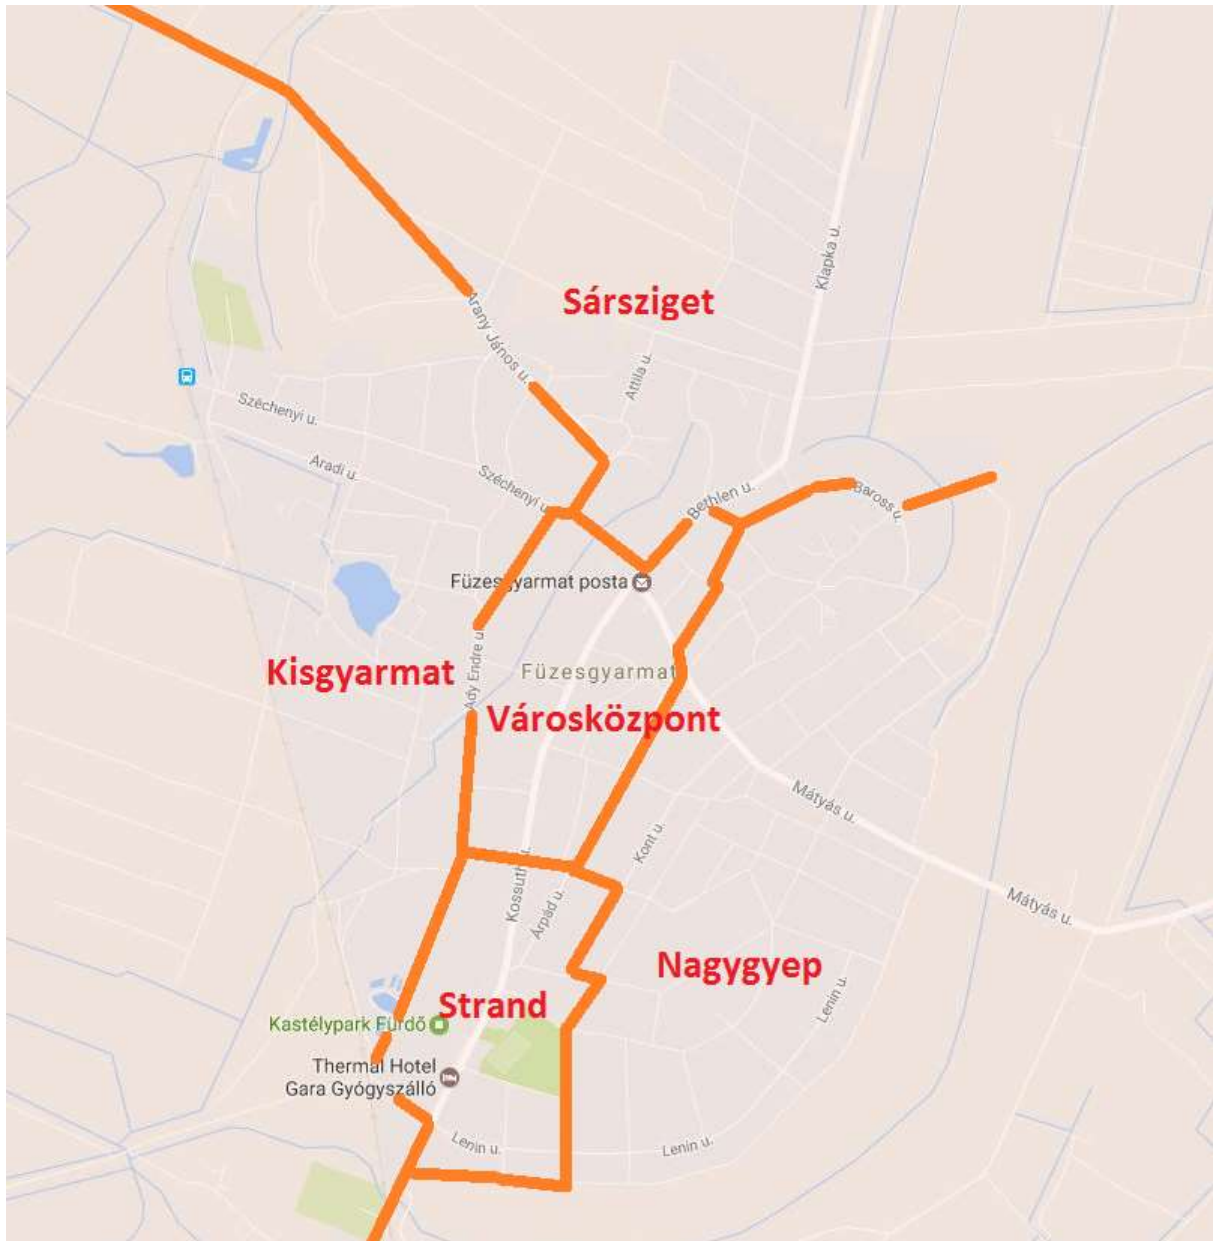 Klapka u.
Sársziget
Arany János u.
Attila u.
Széchenyi u.
Aradi u.
Széchenyi u.
Bethlen u.
Baross u.
Füzesgyarmat posta
Ady Endre u.
Kisgyarmat
Füzesgyarmat
Városközpont
Mátyás u.
Kont u.
Kossuth u.
Árpád u.
Mátyás u.
Nagygyep
Lenin u.
Strand
Kastélypark Fürdő
Thermal Hotel
Gara Gyógyszálló
Lenin u.
Lenin u.